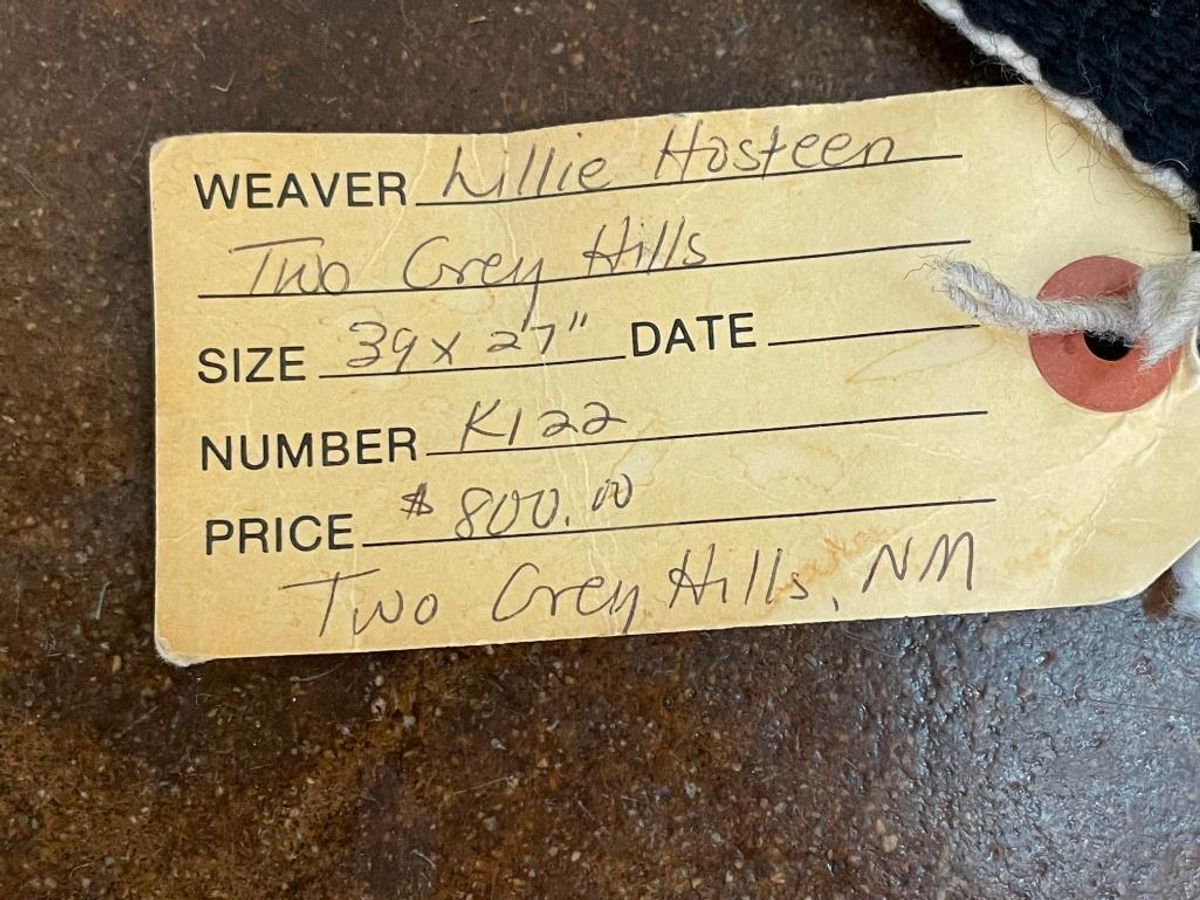 WEAVER Lillie Hosteen
Two Grey Hills
SIZE 39 x 27" DATE
NUMBER K122
PRICE $800.00
Two Grey Hills, NM